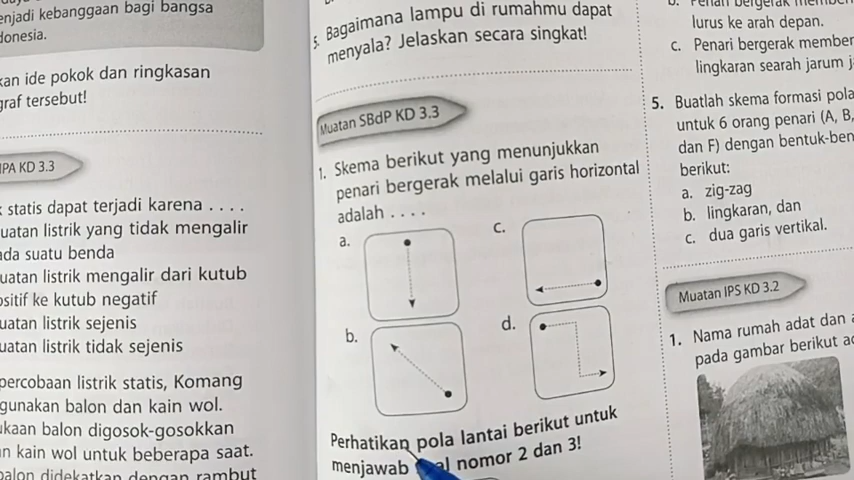 enjadi kebanggaan bagi bangsa
donesia.
kan ide pokok dan ringkasan
graf tersebut!
IPA KD 3.3
k statis dapat terjadi karena . . . .
uatan listrik yang tidak mengalir
ada suatu benda
uatan listrik mengalir dari kutub
ositif ke kutub negatif
uatan listrik sejenis
uatan listrik tidak sejenis
percobaan listrik statis, Komang
gunakan balon dan kain wol.
ukaan balon digosok-gosokkan
n kain wol untuk beberapa saat.
balon didekatkan dengan rambut
5. Bagaimana lampu di rumahmu dapat
menyala? Jelaskan secara singkat!
Muatan SBdP KD 3.3
1. Skema berikut yang menunjukkan
penari bergerak melalui garis horizontal
adalah . . . .
a.
c.
b.
d.
Perhatikan pola lantai berikut untuk
menjawab nomor 2 dan 3!
lurus ke arah depan.
c. Penari bergerak member
lingkaran searah jarum j
5. Buatlah skema formasi pola
untuk 6 orang penari (A, B,
dan F) dengan bentuk-ben
berikut:
a. zig-zag
b. lingkaran, dan
c. dua garis vertikal.
Muatan IPS KD 3.2
1. Nama rumah adat dan a
pada gambar berikut ad